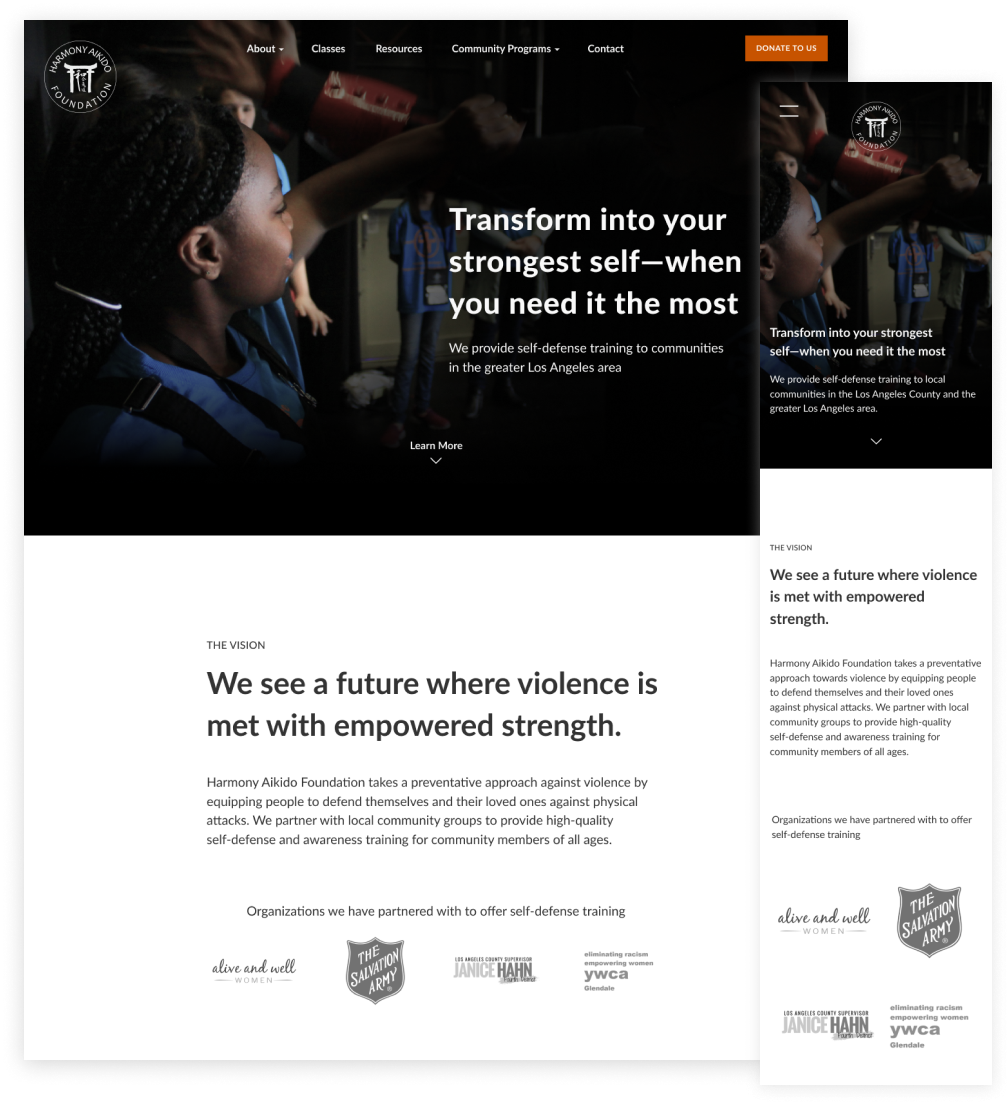 HARMONY AIKIDO
FOUNDATION
About
Classes
Resources
Community Programs
Contact
DONATE TO US
Transform into your
strongest self—when
you need it the most
We provide self-defense training to communities
in the greater Los Angeles area
Learn More
THE VISION
We see a future where violence is
met with empowered strength.
Harmony Aikido Foundation takes a preventative approach against violence by
equipping people to defend themselves and their loved ones against physical
attacks. We partner with local community groups to provide high-quality
self-defense and awareness training for community members of all ages.
Organizations we have partnered with to offer self-defense training
alive and well
WOMEN
THE
SALVATION
ARMY®
LOS ANGELES COUNTY SUPERVISOR
JANICE HAHN
Fourth District
eliminating racism
empowering women
ywca
Glendale
HARMONY AIKIDO
FOUNDATION
Transform into your strongest
self—when you need it the most
We provide self-defense training to local
communities in the Los Angeles County and the
greater Los Angeles area.
THE VISION
We see a future where violence
is met with empowered
strength.
Harmony Aikido Foundation takes a preventative
approach towards violence by equipping people
to defend themselves and their loved ones
against physical attacks. We partner with local
community groups to provide high-quality
self-defense and awareness training for
community members of all ages.
Organizations we have partnered with to offer
self-defense training
alive and well
WOMEN
THE
SALVATION
ARMY®
LOS ANGELES COUNTY SUPERVISOR
JANICE HAHN
Fourth District
eliminating racism
empowering women
ywca
Glendale